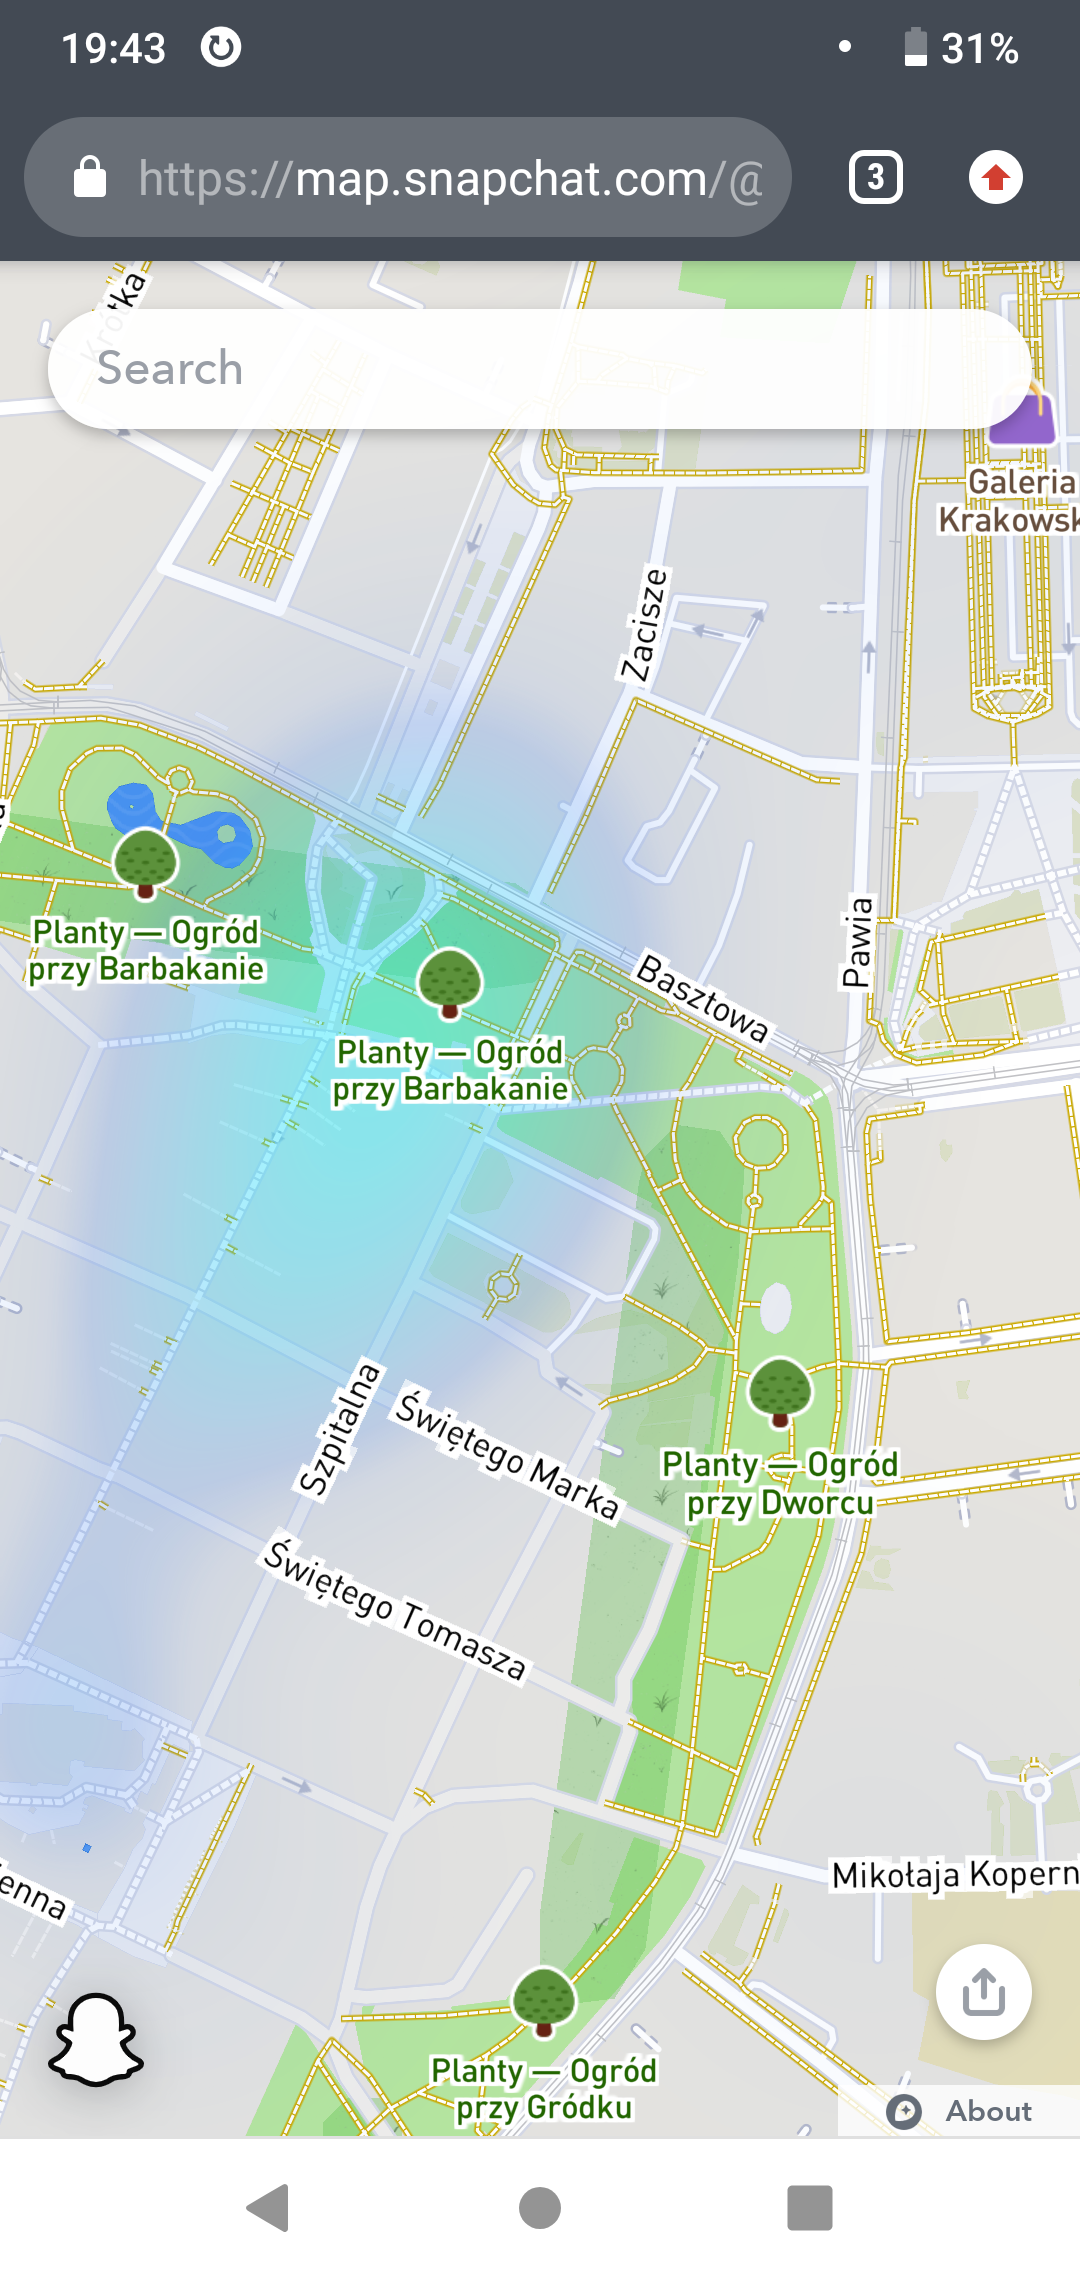 19:43
31%
https://map.snapchat.com/@
3
Krótka
Search
Galeria
Krakowsk
Zacisze
Planty — Ogród
przy Barbakanie
Pawia
Basztowa
Planty — Ogród
przy Barbakanie
Szpitalna
Świętego Marka
Planty — Ogród
przy Dworcu
Świętego Tomasza
Mikołaja Kopern
enna
Planty — Ogród
przy Gródku
About